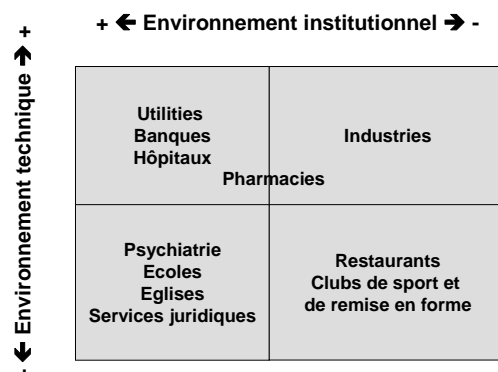 + 🡸 Environnement institutionnel 🡺 -
- 🡸 Environnement technique 🡺 +
Utilities
Banques
Hôpitaux
Industries
Pharmacies
Psychiatrie
Ecoles
Eglises
Services juridiques
Restaurants
Clubs de sport et
de remise en forme